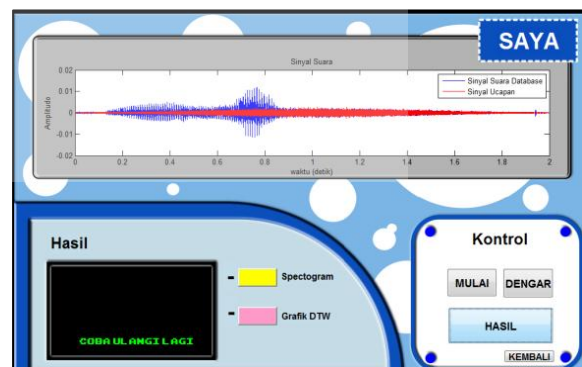 SAYA
Sinyal Suara
Sinyal Suara Database
Sinyal Ucapan
Amplitudo
0.02
0.01
0
-0.01
-0.02
0 0.2 0.4 0.6 0.8 1 1.2 1.4 1.6 1.8 2
waktu (detik)
Hasil
Spectogram
Grafik DTW
COBA ULANGI LAGI
Kontrol
MULAI DENGAR
HASIL
KEMBALI